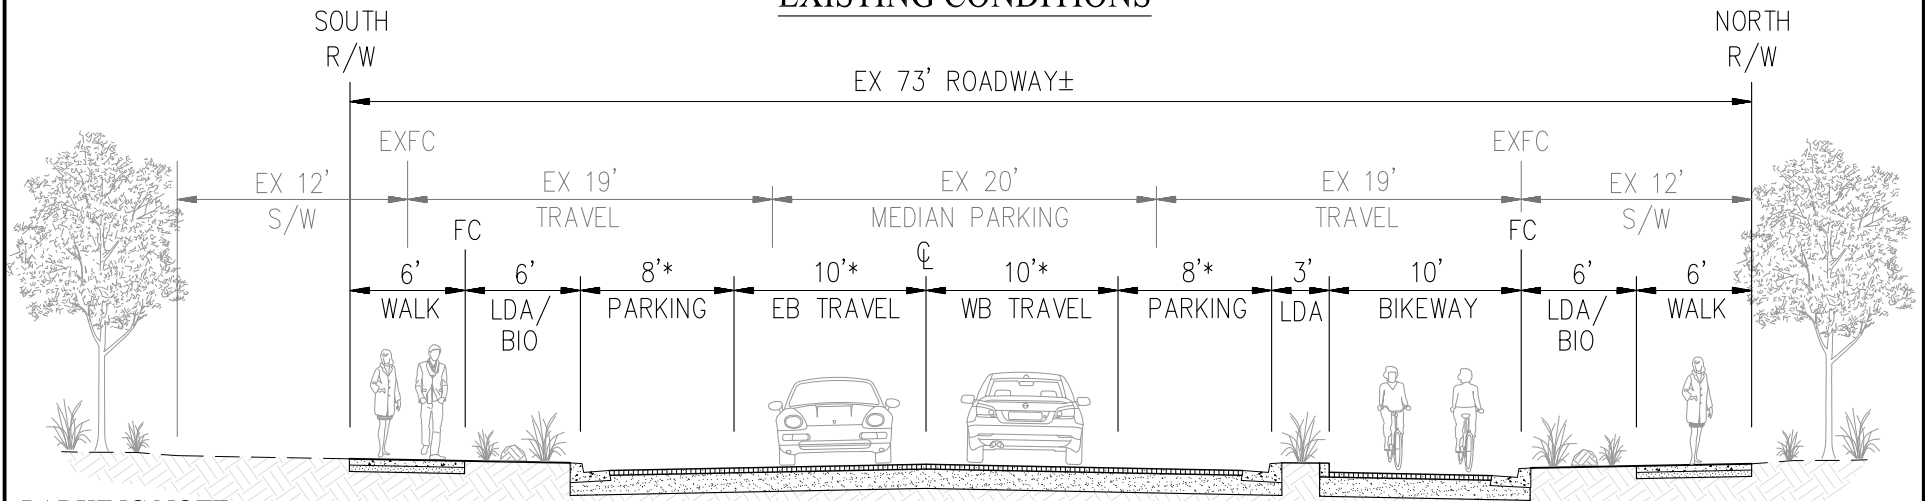 EXISTING CONDITIONS
SOUTH
R/W
NORTH
R/W
EX 73' ROADWAY±
EXFC
EXFC
EX 12'
S/W
EX 19'
TRAVEL
EX 20'
MEDIAN PARKING
EX 19'
TRAVEL
EX 12'
S/W
FC
℄
FC
6'
WALK
6'
LDA/
BIO
8'*
PARKING
10'*
EB TRAVEL
10'*
WB TRAVEL
8'*
PARKING
3'
LDA
10'
BIKEWAY
6'
LDA/
BIO
6'
WALK